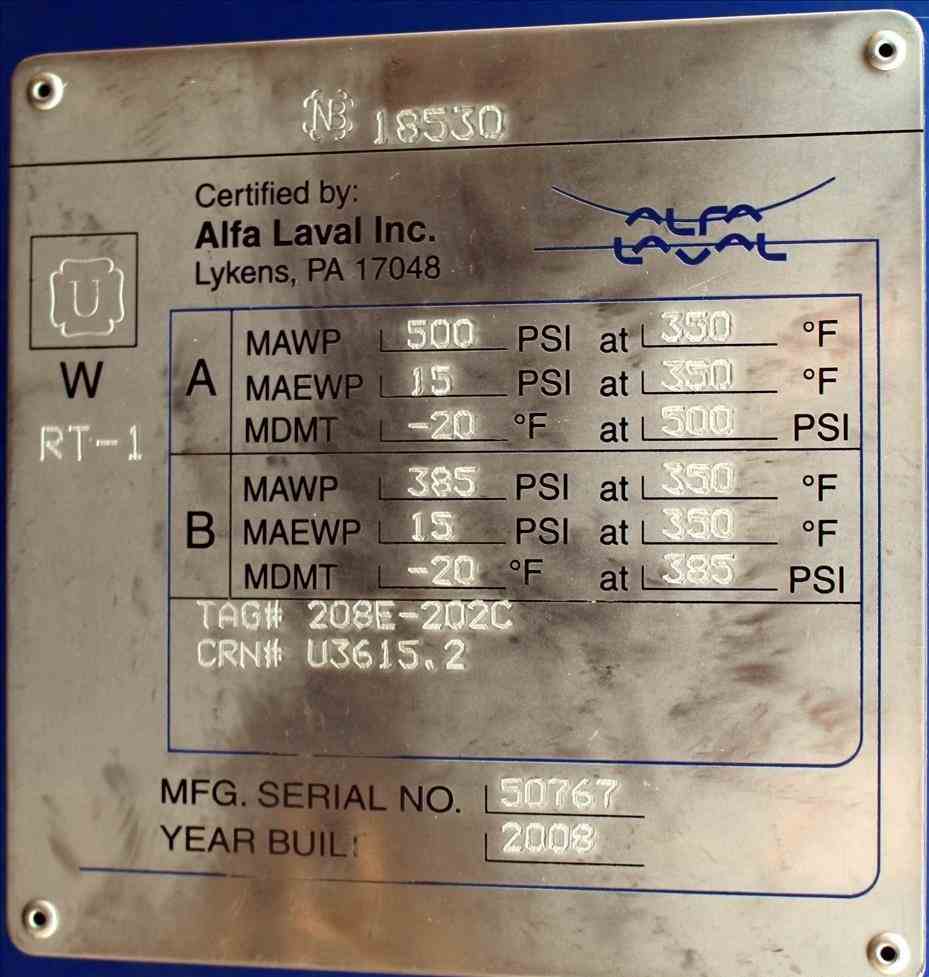 NB 18530
Certified by:
Alfa Laval Inc.
Lykens, PA 17048
ALFA
LAVAL
U
W
RT-1
A
MAWP 500 PSI at 350 °F
MAEWP 15 PSI at 350 °F
MDMT -20 °F at 500 PSI
B
MAWP 385 PSI at 350 °F
MAEWP 15 PSI at 350 °F
MDMT -20 °F at 385 PSI
TAG# 208E-202C
CRN# U3615.2
MFG. SERIAL NO. 50767
YEAR BUIL: 2008